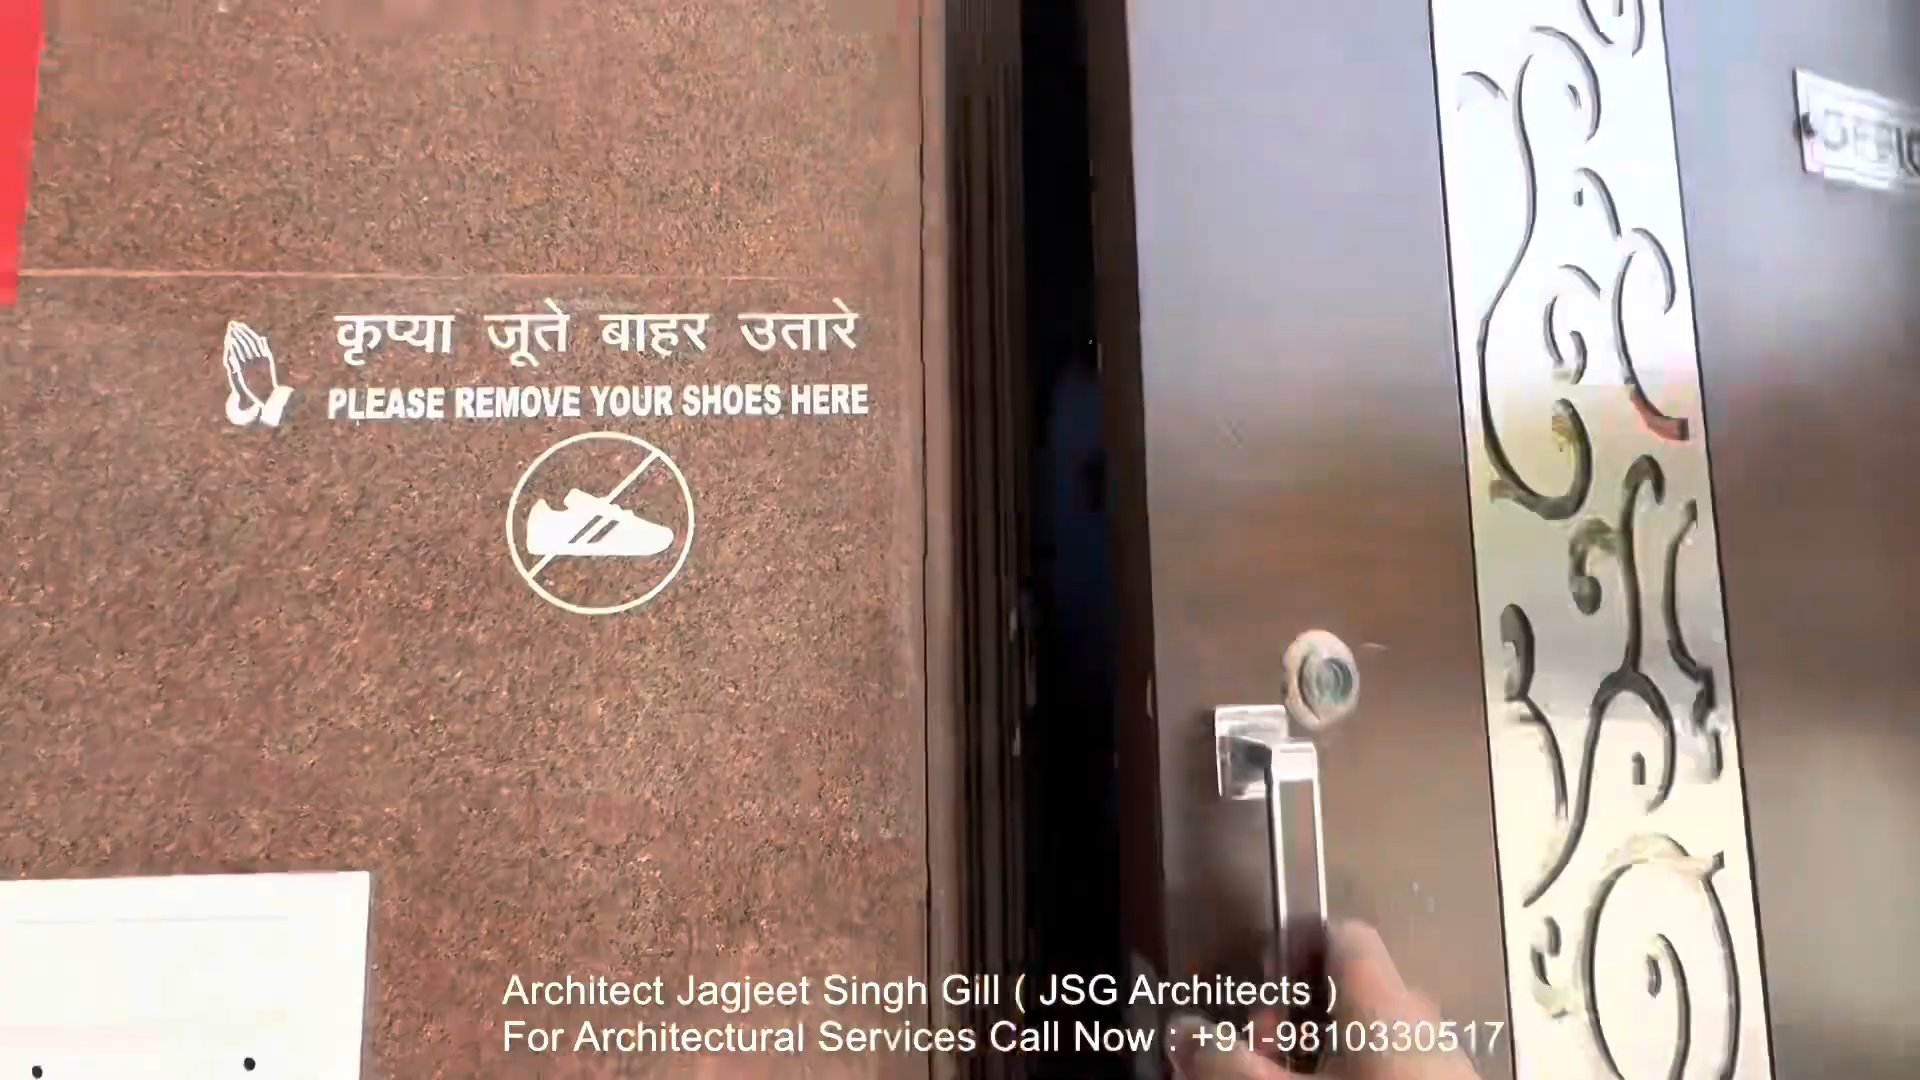 कृप्या जूते बाहर उतारे
PLEASE REMOVE YOUR SHOES HERE
Architect Jagjeet Singh Gill ( JSG Architects )
For Architectural Services Call Now : +91-9810330517